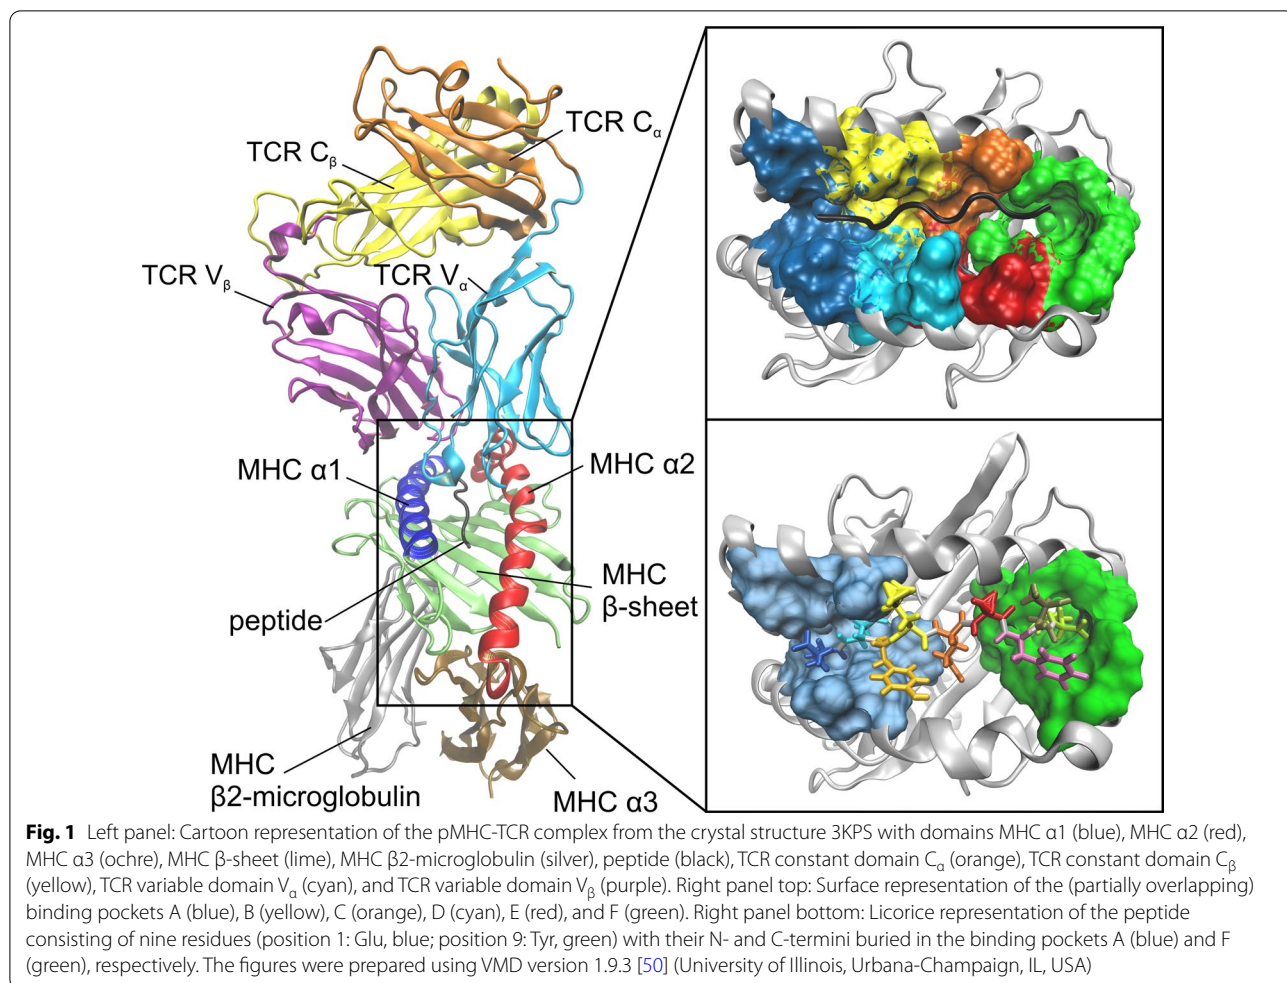 TCR Cα
TCR Cβ
TCR Vβ
TCR Vα
MHC α1
MHC α2
MHC
β-sheet
peptide
MHC
β2-microglobulin
MHC α3
Fig. 1 Left panel: Cartoon representation of the pMHC-TCR complex from the crystal structure 3KPS with domains MHC α1 (blue), MHC α2 (red),
MHC α3 (ochre), MHC β-sheet (lime), MHC β2-microglobulin (silver), peptide (black), TCR constant domain Cα (orange), TCR constant domain Cβ
(yellow), TCR variable domain Vα (cyan), and TCR variable domain Vβ (purple). Right panel top: Surface representation of the (partially overlapping)
binding pockets A (blue), B (yellow), C (orange), D (cyan), E (red), and F (green). Right panel bottom: Licorice representation of the peptide
consisting of nine residues (position 1: Glu, blue; position 9: Tyr, green) with their N- and C-termini buried in the binding pockets A (blue) and F
(green), respectively. The figures were prepared using VMD version 1.9.3 [50] (University of Illinois, Urbana-Champaign, IL, USA)